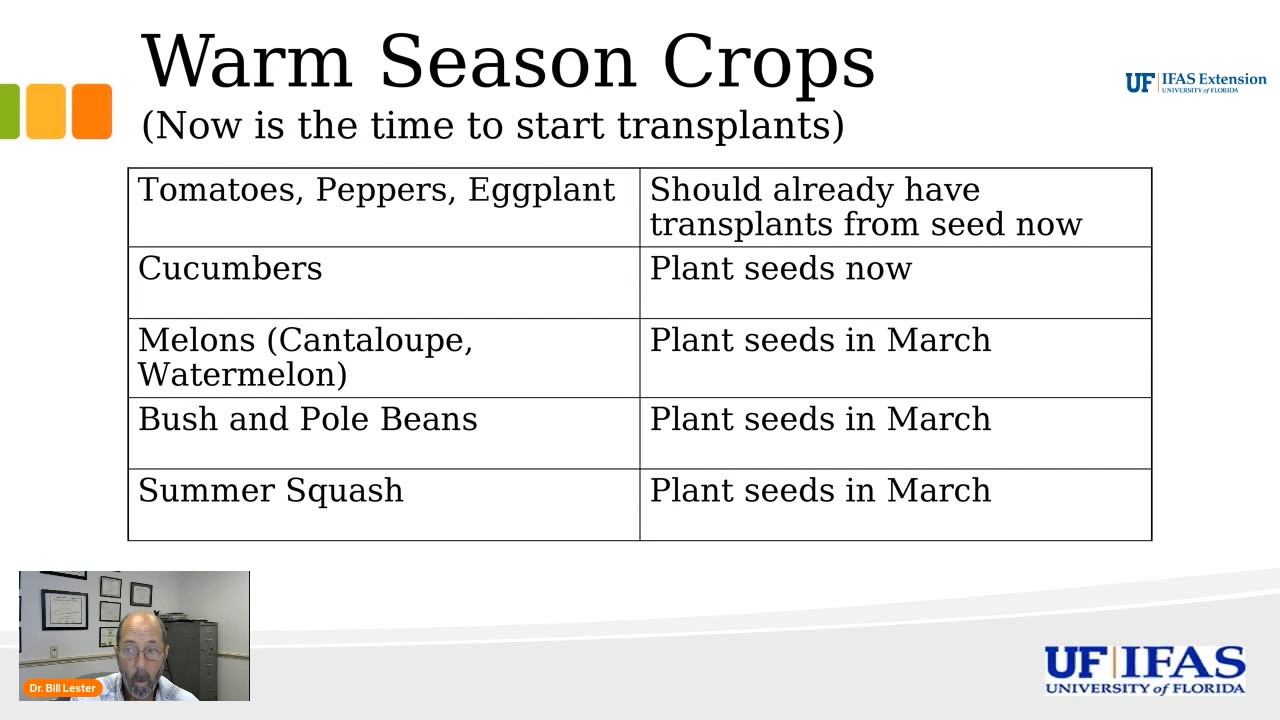 Warm Season Crops
(Now is the time to start transplants)
UF IFAS Extension
UNIVERSITY of FLORIDA
Tomatoes, Peppers, Eggplant
Should already have
transplants from seed now
Cucumbers
Plant seeds now
Melons (Cantaloupe,
Watermelon)
Plant seeds in March
Bush and Pole Beans
Plant seeds in March
Summer Squash
Plant seeds in March
Dr. Bill Lester
UF IFAS
UNIVERSITY of FLORIDA